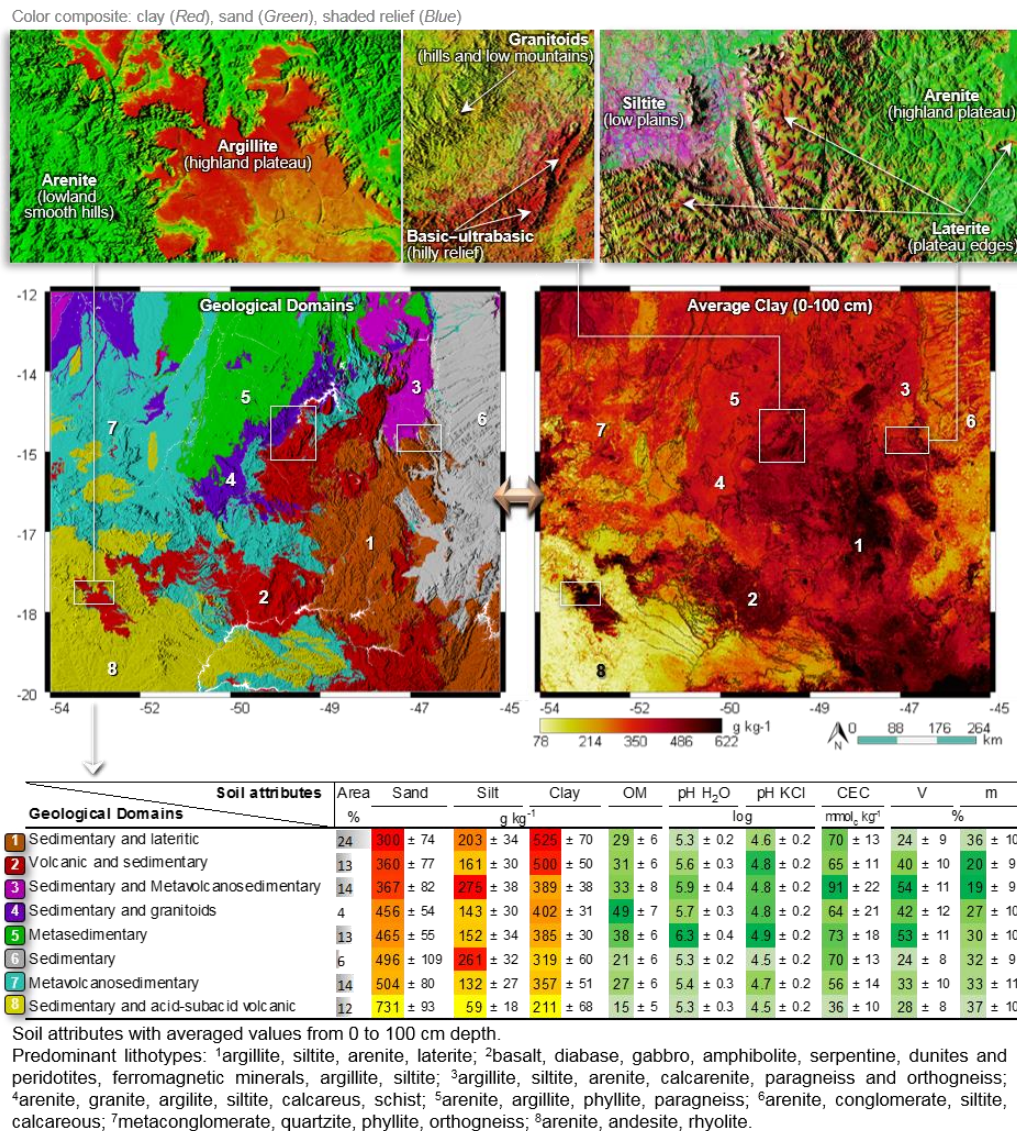 Color composite: clay (Red), sand (Green), shaded relief (Blue)
Arenite
(lowland
smooth hills)
Argillite
(highland plateau)
Granitoids
(hills and low mountains)
Basic–ultrabasic
(hilly relief)
Siltite
(low plains)
Arenite
(highland plateau)
Laterite
(plateau edges)
Geological Domains
-12
-14
-15
-17
-18
-20
-54 -52 -50 -49 -47 -45
1
2
3
4
5
6
7
8
Average Clay (0-100 cm)
1
2
3
4
5
6
7
8
-54 -52 -50 -49 -47 -45
78 214 350 486 622
g kg-1
N
0 88 176 264
km
Soil attributes Area Sand Silt Clay OM pH H2O pH KCl CEC V m
Geological Domains % g kg-1 log mmolc kg-1 %
1 Sedimentary and lateritic 24 300 ± 74 203 ± 34 525 ± 70 29 ± 6 5.3 ± 0.2 4.6 ± 0.2 70 ± 13 24 ± 9 36 ± 10
2 Volcanic and sedimentary 13 360 ± 77 161 ± 30 500 ± 50 31 ± 6 5.6 ± 0.3 4.8 ± 0.2 65 ± 11 40 ± 10 20 ± 9
3 Sedimentary and Metavolcanosedimentary 14 367 ± 82 275 ± 38 389 ± 38 33 ± 8 5.9 ± 0.4 4.8 ± 0.2 91 ± 22 54 ± 11 19 ± 9
4 Sedimentary and granitoids 4 456 ± 54 143 ± 30 402 ± 31 49 ± 7 5.7 ± 0.3 4.8 ± 0.2 64 ± 21 42 ± 12 27 ± 10
5 Metasedimentary 13 465 ± 55 152 ± 34 385 ± 30 38 ± 6 6.3 ± 0.4 4.9 ± 0.2 73 ± 18 53 ± 11 30 ± 10
6 Sedimentary 6 496 ± 109 261 ± 32 319 ± 60 21 ± 6 5.3 ± 0.2 4.5 ± 0.2 70 ± 13 24 ± 8 32 ± 9
7 Metavolcanosedimentary 14 504 ± 80 132 ± 27 357 ± 51 27 ± 6 5.4 ± 0.3 4.7 ± 0.2 56 ± 14 33 ± 10 33 ± 11
8 Sedimentary and acid-subacid volcanic 12 731 ± 93 59 ± 18 211 ± 68 15 ± 5 5.3 ± 0.3 4.5 ± 0.2 36 ± 10 28 ± 8 37 ± 10
Soil attributes with averaged values from 0 to 100 cm depth.
Predominant lithotypes: 1argillite, siltite, arenite, laterite; 2basalt, diabase, gabbro, amphibolite, serpentine, dunites and
peridotites, ferromagnetic minerals, argillite, siltite; 3argillite, siltite, arenite, calcarenite, paragneiss and orthogneiss;
4arenite, granite, argilite, siltite, calcareus, schist; 5arenite, argillite, phyllite, paragneiss; 6arenite, conglomerate, siltite,
calcareous; 7metaconglomerate, quartzite, phyllite, orthogneiss; 8arenite, andesite, rhyolite.